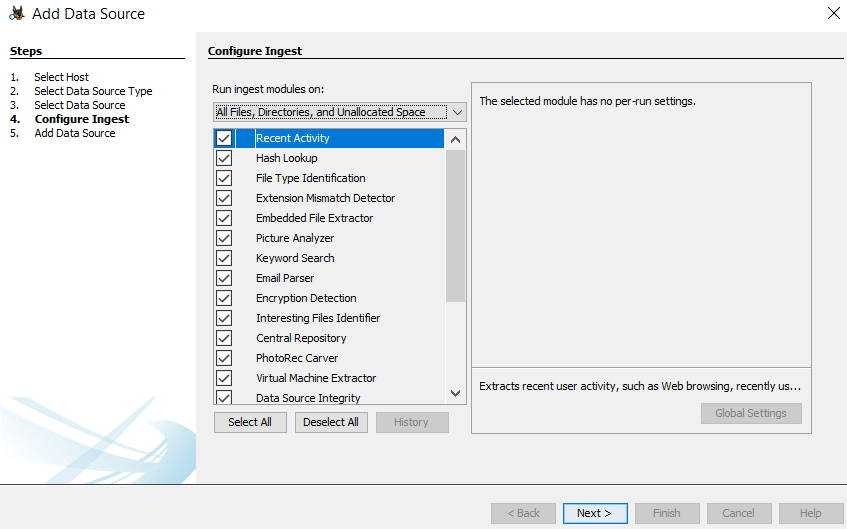 Add Data Source
Steps
1. Select Host
2. Select Data Source Type
3. Select Data Source
4. Configure Ingest
5. Add Data Source
Configure Ingest
Run ingest modules on:
All Files, Directories, and Unallocated Space
Recent Activity
Hash Lookup
File Type Identification
Extension Mismatch Detector
Embedded File Extractor
Picture Analyzer
Keyword Search
Email Parser
Encryption Detection
Interesting Files Identifier
Central Repository
PhotoRec Carver
Virtual Machine Extractor
Data Source Integrity
Select All
Deselect All
History
The selected module has no per-run settings.
Extracts recent user activity, such as Web browsing, recently us...
Global Settings
< Back
Next >
Finish
Cancel
Help